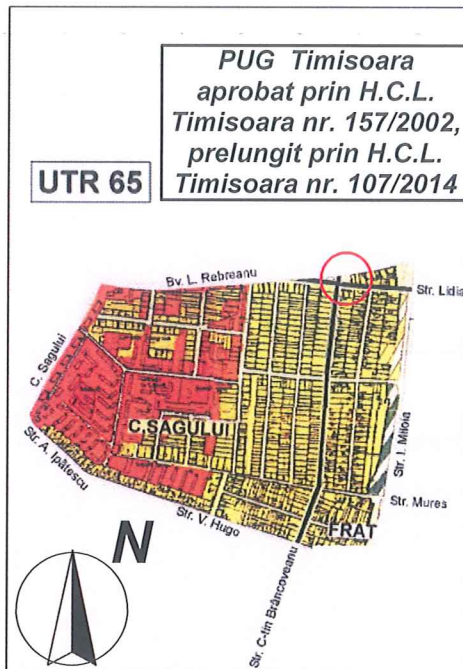 PUG Timisoara
aprobat prin H.C.L.
Timisoara nr. 157/2002,
prelungit prin H.C.L.
Timisoara nr. 107/2014
UTR 65
Bv. L. Rebreanu
Str. Lidia
C. Sagului
C.SAGULUI
Str. I. Miloia
Str. A. Ipătescu
Str. Mures
Str. V. Hugo
FRAT
Str. C-tin Brâncoveanu
N